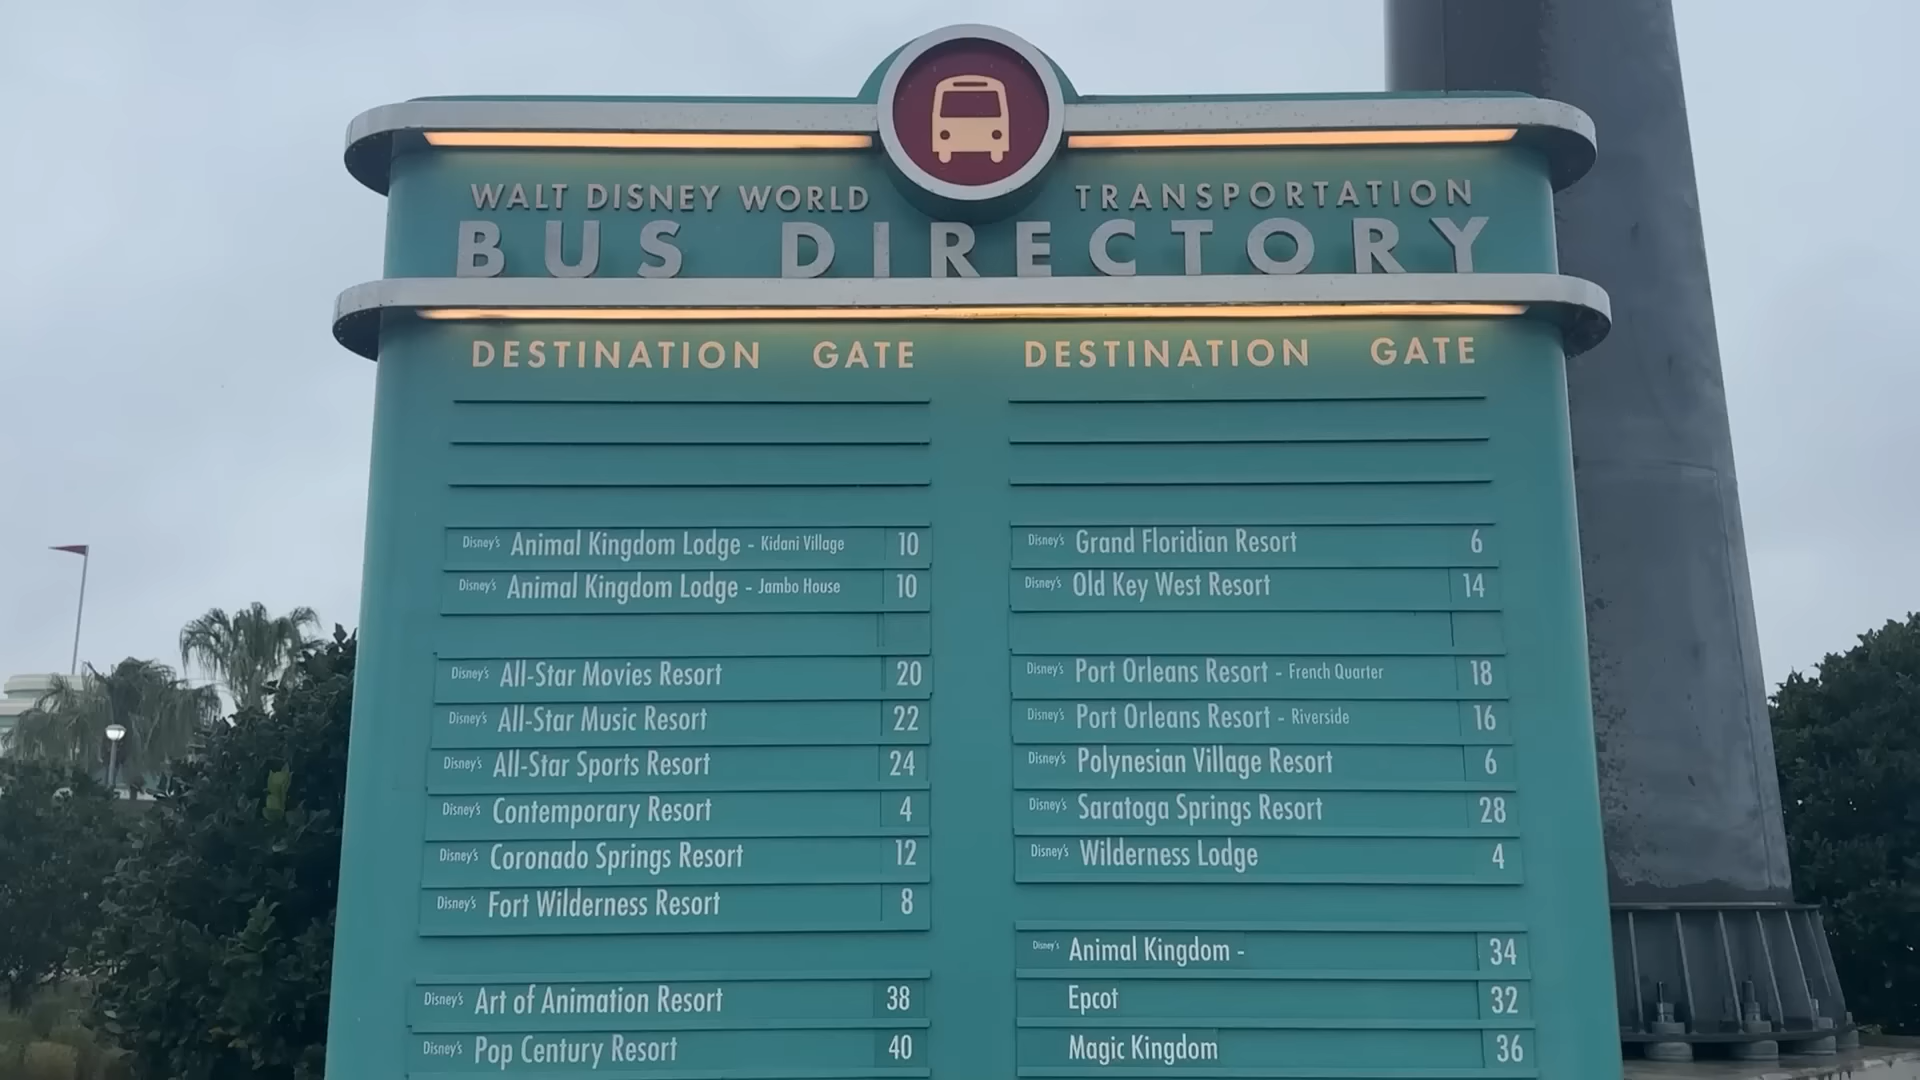 WALT DISNEY WORLD TRANSPORTATION
BUS DIRECTORY
DESTINATION GATE
Disney's Animal Kingdom Lodge - Kidani Village 10
Disney's Animal Kingdom Lodge - Jambo House 10
Disney's All-Star Movies Resort 20
Disney's All-Star Music Resort 22
Disney's All-Star Sports Resort 24
Disney's Contemporary Resort 4
Disney's Coronado Springs Resort 12
Disney's Fort Wilderness Resort 8
Disney's Art of Animation Resort 38
Disney's Pop Century Resort 40
DESTINATION GATE
Disney's Grand Floridian Resort 6
Disney's Old Key West Resort 14
Disney's Port Orleans Resort - French Quarter 18
Disney's Port Orleans Resort - Riverside 16
Disney's Polynesian Village Resort 6
Disney's Saratoga Springs Resort 28
Disney's Wilderness Lodge 4
Disney's Animal Kingdom - 34
Epcot 32
Magic Kingdom 36